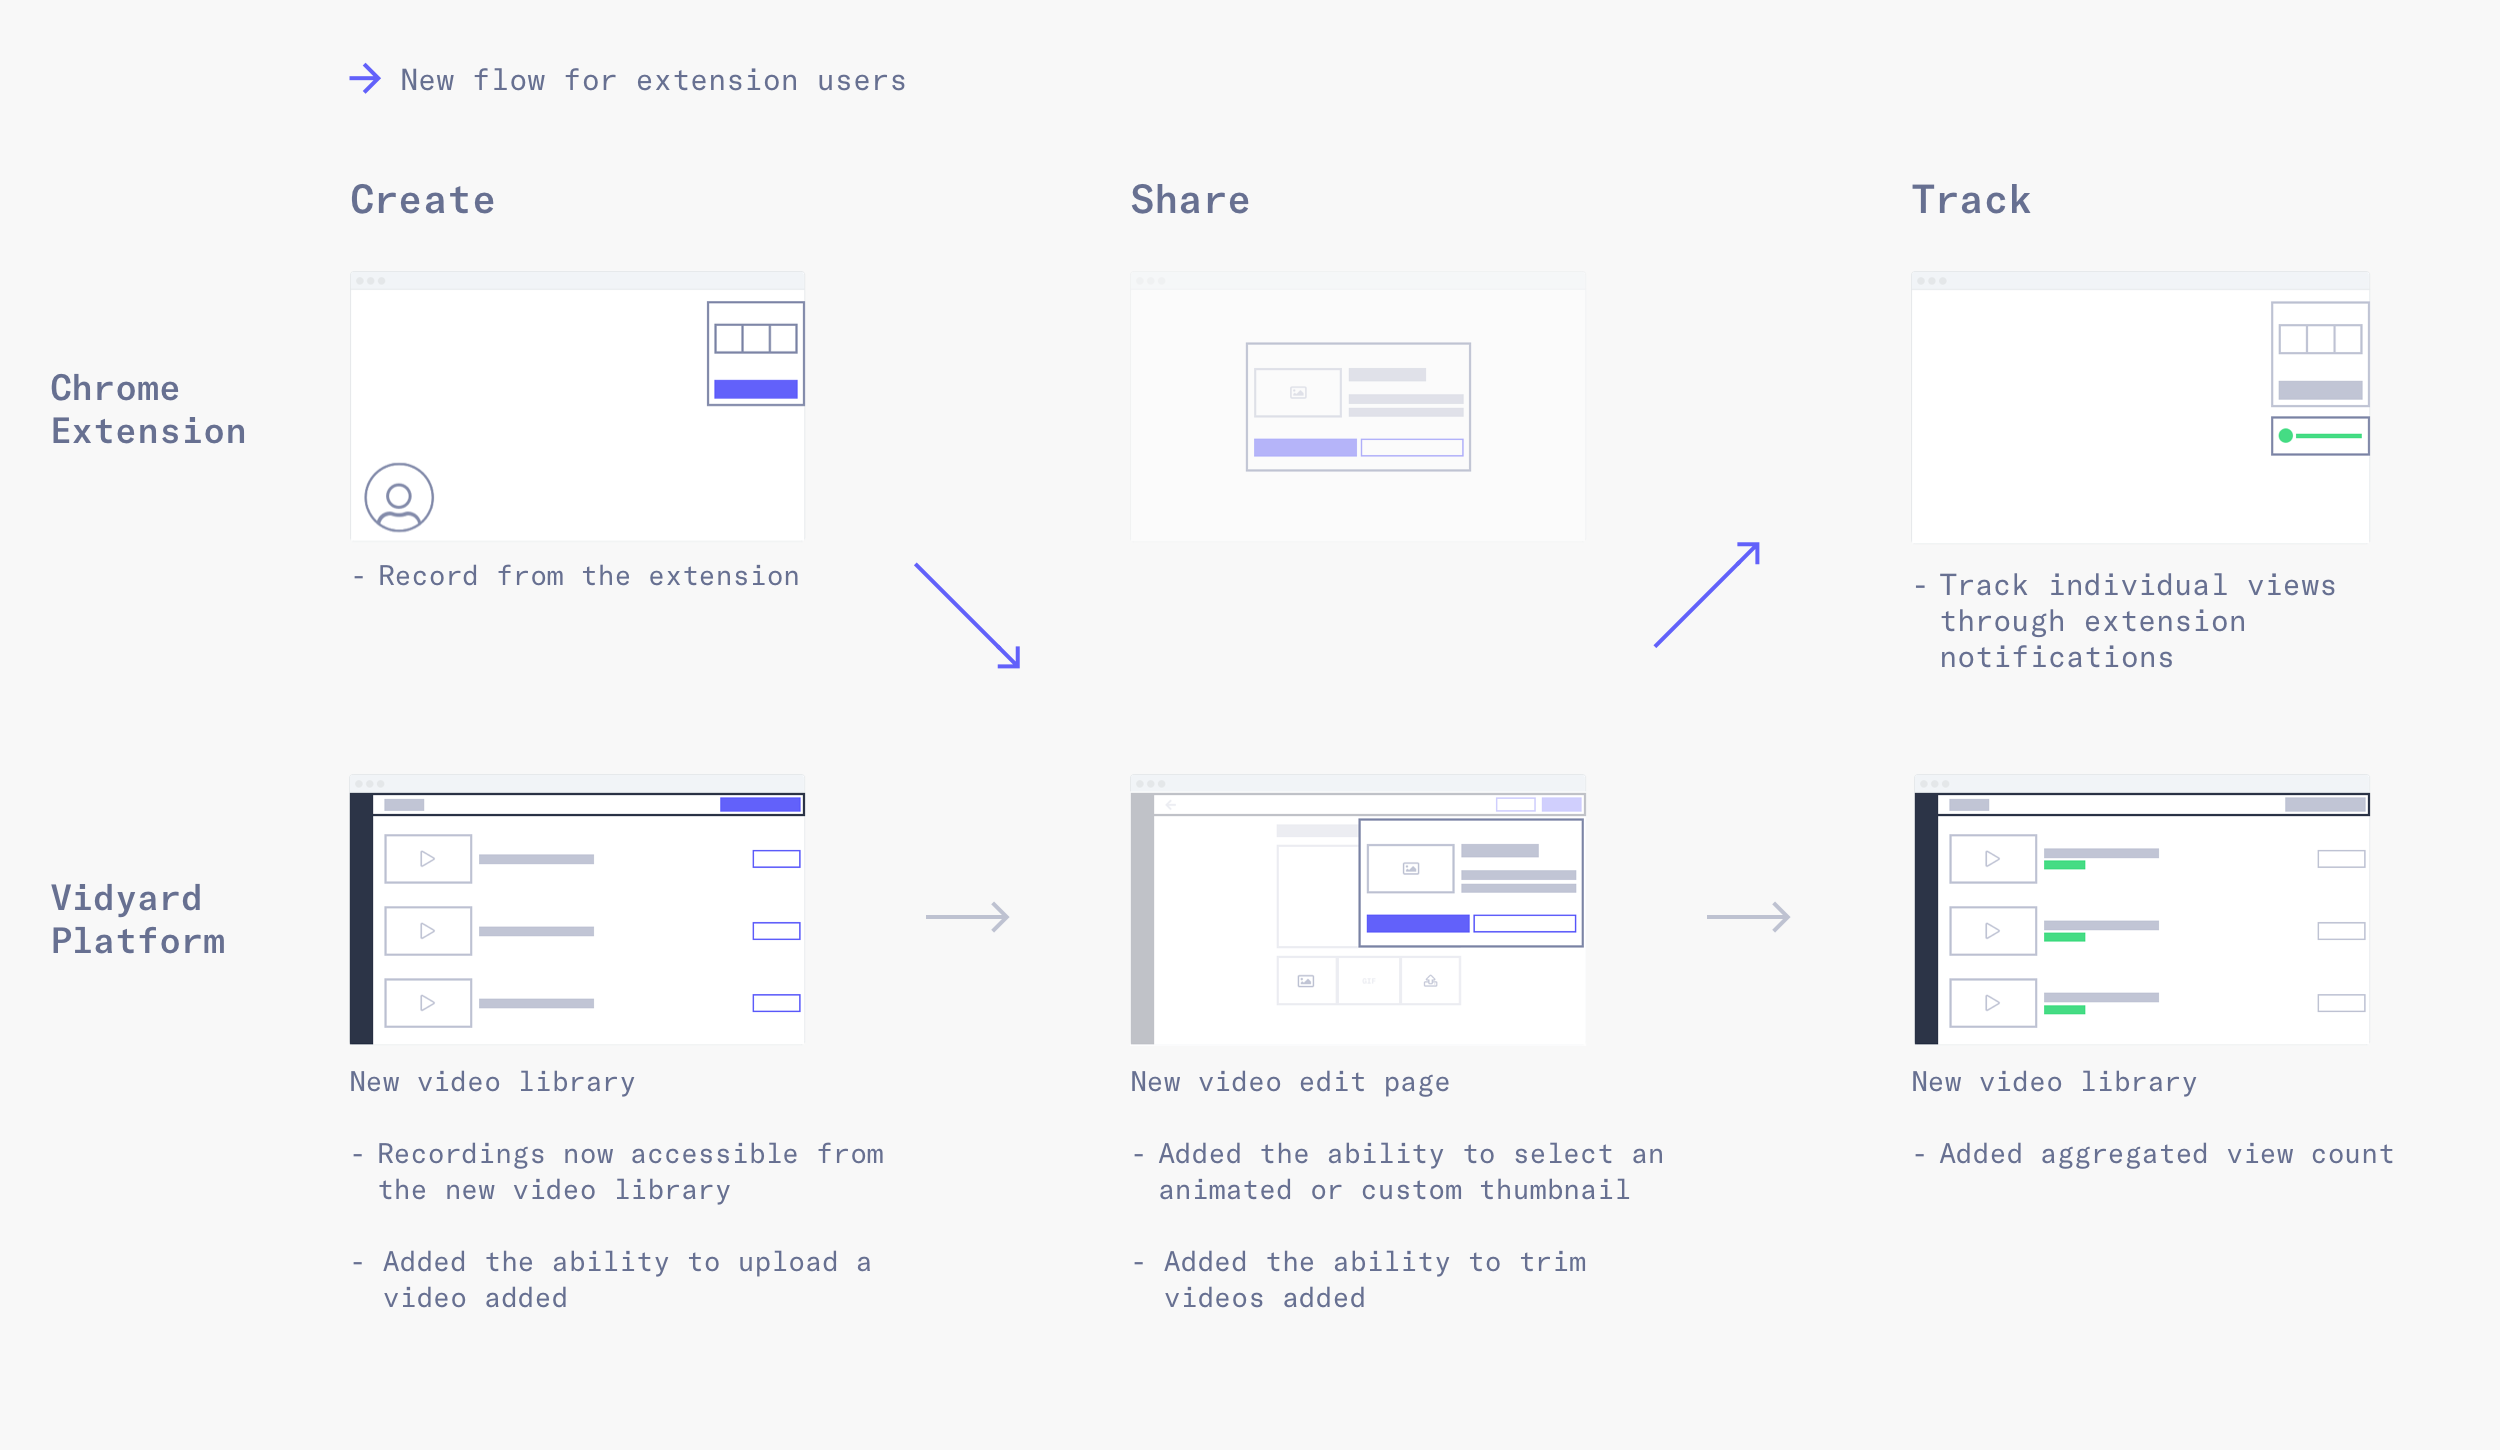 New flow for extension users
Create
Share
Track
Chrome
Extension
- Record from the extension
- Track individual views
through extension
notifications
Vidyard
Platform
GIF
New video library
- Recordings now accessible from
the new video library
- Added the ability to upload a
video added
New video edit page
- Added the ability to select an
animated or custom thumbnail
- Added the ability to trim
videos added
New video library
- Added aggregated view count